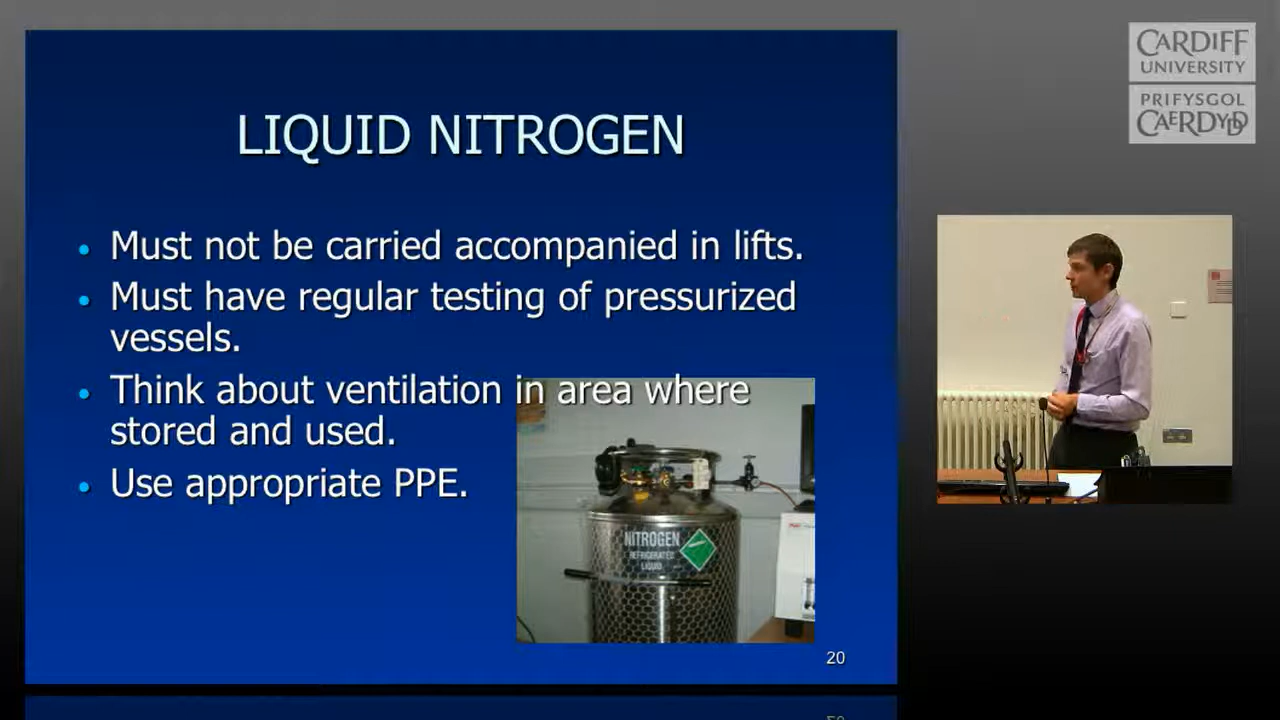 CARDIFF
UNIVERSITY
PRIFYSGOL
CAERDYDD
LIQUID NITROGEN
Must not be carried accompanied in lifts.
Must have regular testing of pressurized
vessels.
Think about ventilation in area where
stored and used.
Use appropriate PPE.
NITROGEN
REFRIGERATED
LIQUID
20